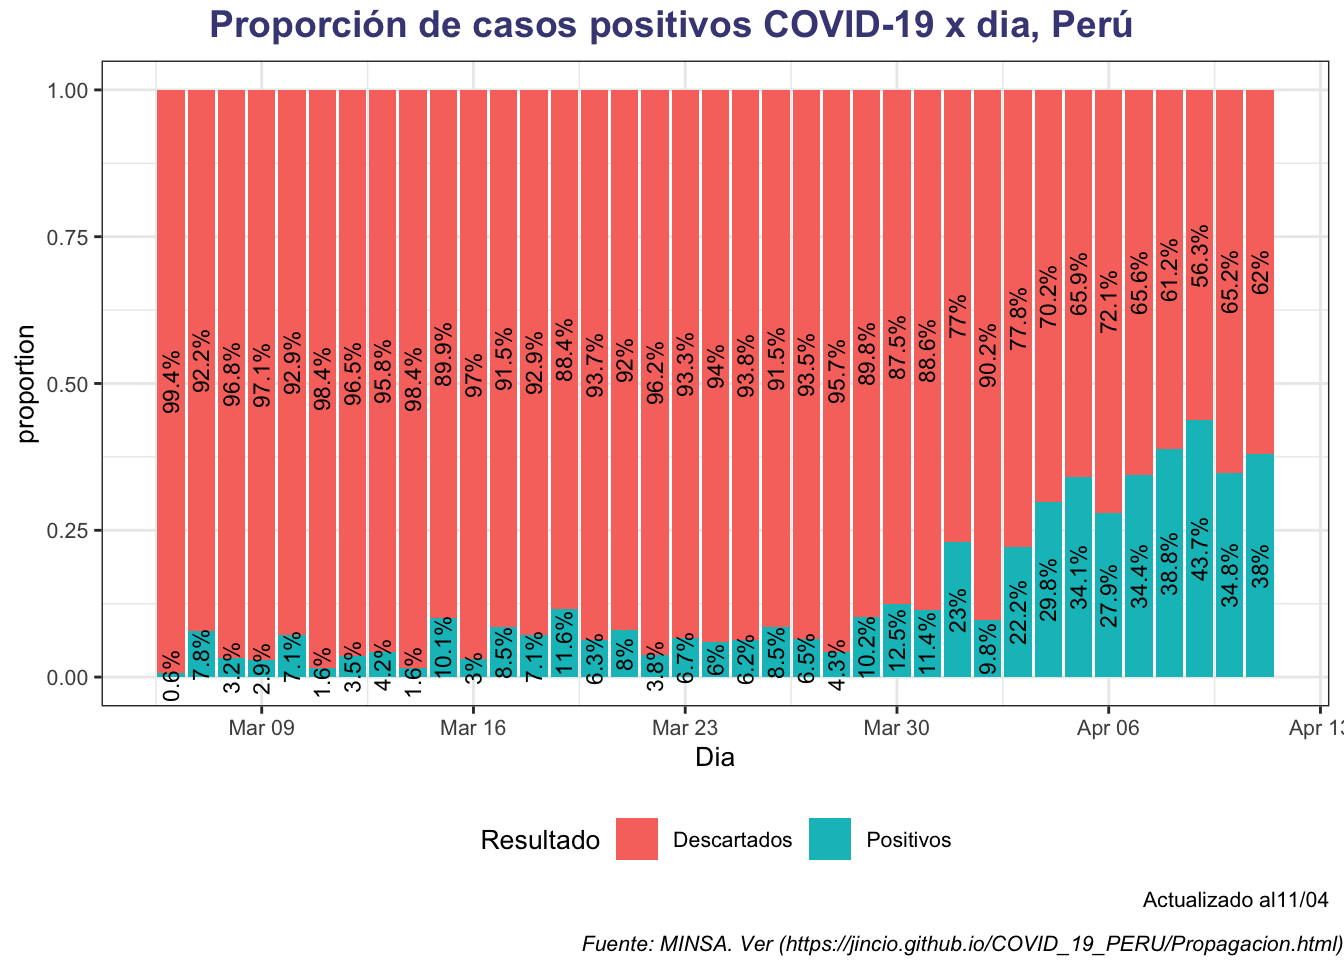 Proporción de casos positivos COVID-19 x dia, Perú
1.00
0.75
0.50
0.25
0.00
proportion
99.4% 92.2% 96.8% 97.1% 92.9% 98.4% 96.5% 95.8% 98.4% 89.9% 97% 91.5% 92.9% 88.4% 93.7% 92% 96.2% 93.3% 94% 93.8% 91.5% 93.5% 95.7% 89.8% 87.5% 88.6% 77% 90.2% 77.8% 70.2% 65.9% 72.1% 65.6% 61.2% 56.3% 65.2% 62%
0.6% 7.8% 3.2% 2.9% 7.1% 1.6% 3.5% 4.2% 1.6% 10.1% 3% 8.5% 7.1% 11.6% 6.3% 8% 3.8% 6.7% 6% 6.2% 8.5% 6.5% 4.3% 10.2% 12.5% 11.4% 23% 9.8% 22.2% 29.8% 34.1% 27.9% 34.4% 38.8% 43.7% 34.8% 38%
Mar 09 Mar 16 Mar 23 Mar 30 Apr 06 Apr 13
Dia
Resultado Descartados Positivos
Actualizado al11/04
Fuente: MINSA. Ver (https://jincio.github.io/COVID_19_PERU/Propagacion.html)